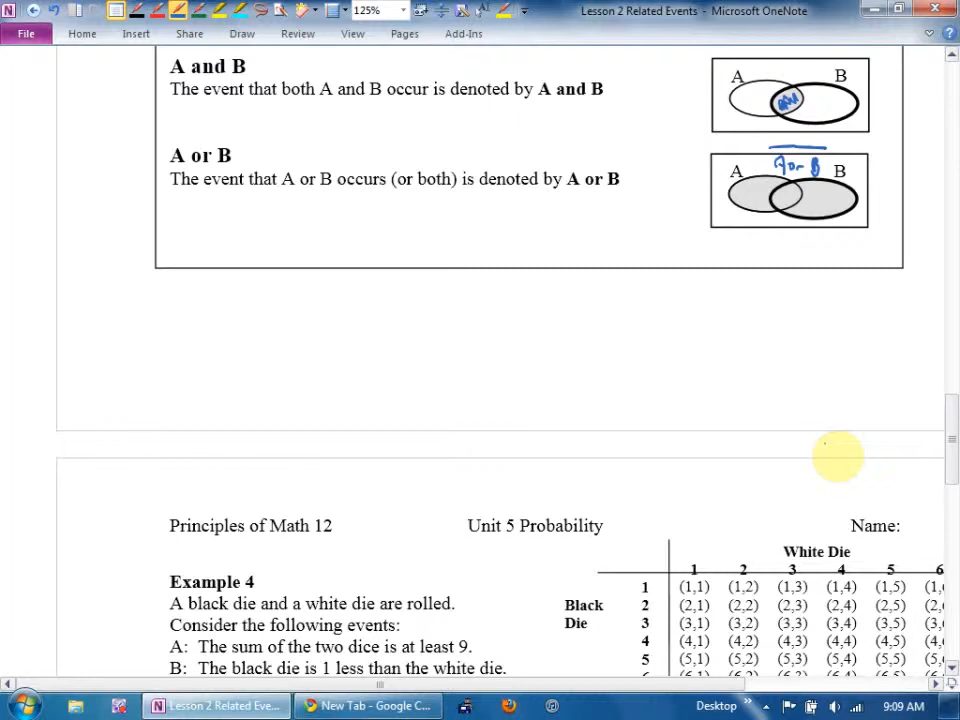 125%
Lesson 2 Related Events - Microsoft OneNote
File Home Insert Share Draw Review View Pages Add-Ins
A and B
The event that both A and B occur is denoted by A and B
A B
A or B
The event that A or B occurs (or both) is denoted by A or B
A or B
A B
Principles of Math 12 Unit 5 Probability Name:
White Die
Example 4
1 2 3 4 5 6
A black die and a white die are rolled.
Consider the following events:
A: The sum of the two dice is at least 9.
B: The black die is 1 less than the white die.
Black
Die
1 (1,1) (1,2) (1,3) (1,4) (1,5) (1,
2 (2,1) (2,2) (2,3) (2,4) (2,5) (2,
3 (3,1) (3,2) (3,3) (3,4) (3,5) (3,
4 (4,1) (4,2) (4,3) (4,4) (4,5) (4,
5 (5,1) (5,2) (5,3) (5,4) (5,5) (5,
Lesson 2 Related Eve... New Tab - Google C... Desktop 9:09 AM